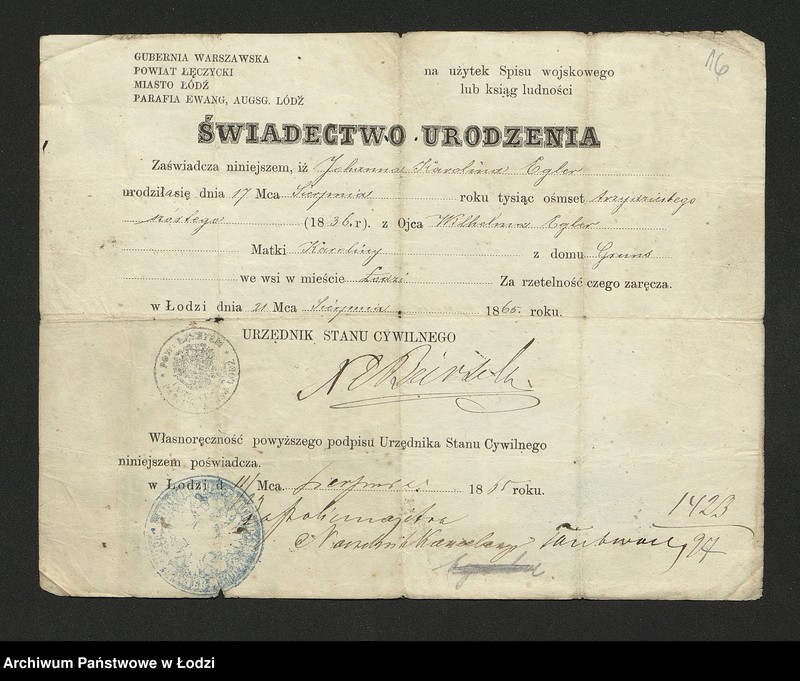 GUBERNIA WARSZAWSKA
POWIAT ŁĘCZYCKI
MIASTO ŁÓDŹ
PARAFIA EWANG, AUGSG. ŁÓDŹ
na użytek Spisu wojskowego
lub ksiąg ludności
16
ŚWIADECTWO URODZENIA
Zaświadcza niniejszem, iż Johanna Karolina Egler
urodziłasię dnia 17 Mca Sierpnia roku tysiąc ośmset trzydziestego
szóstego (1836.r) z Ojca Wilhelma Egler
Matki Karoliny z domu Gruns
we wsi w mieście Łodzi Za rzetelność czego zaręcza.
w Łodzi dnia 21 Mca Sierpnia 1865. roku.
URZĘDNIK STANU CYWILNEGO
Własnoręczność powyższego podpisu Urzędnika Stanu Cywilnego
niniejszem poświadcza.
w Łodzi d Mca. Sierpnia 1865 roku.
1423
97
Archiwum Państwowe w Łodzi